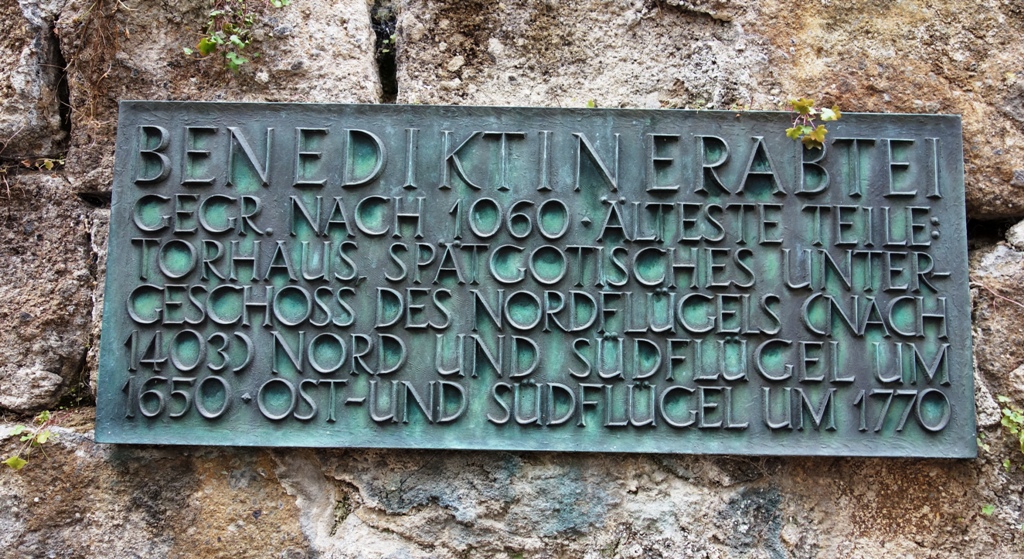 BENEDIKTINERABTEI
GEGR. NACH 1060 · ÄLTESTE TEILE:
TORHAUS, SPÄTGOTISCHES UNTER-
GESCHOSS DES NORDFLÜGELS (NACH
1403) NORD UND SÜDFLÜGEL UM
1650 · OST-UND SÜDFLÜGEL UM 1770